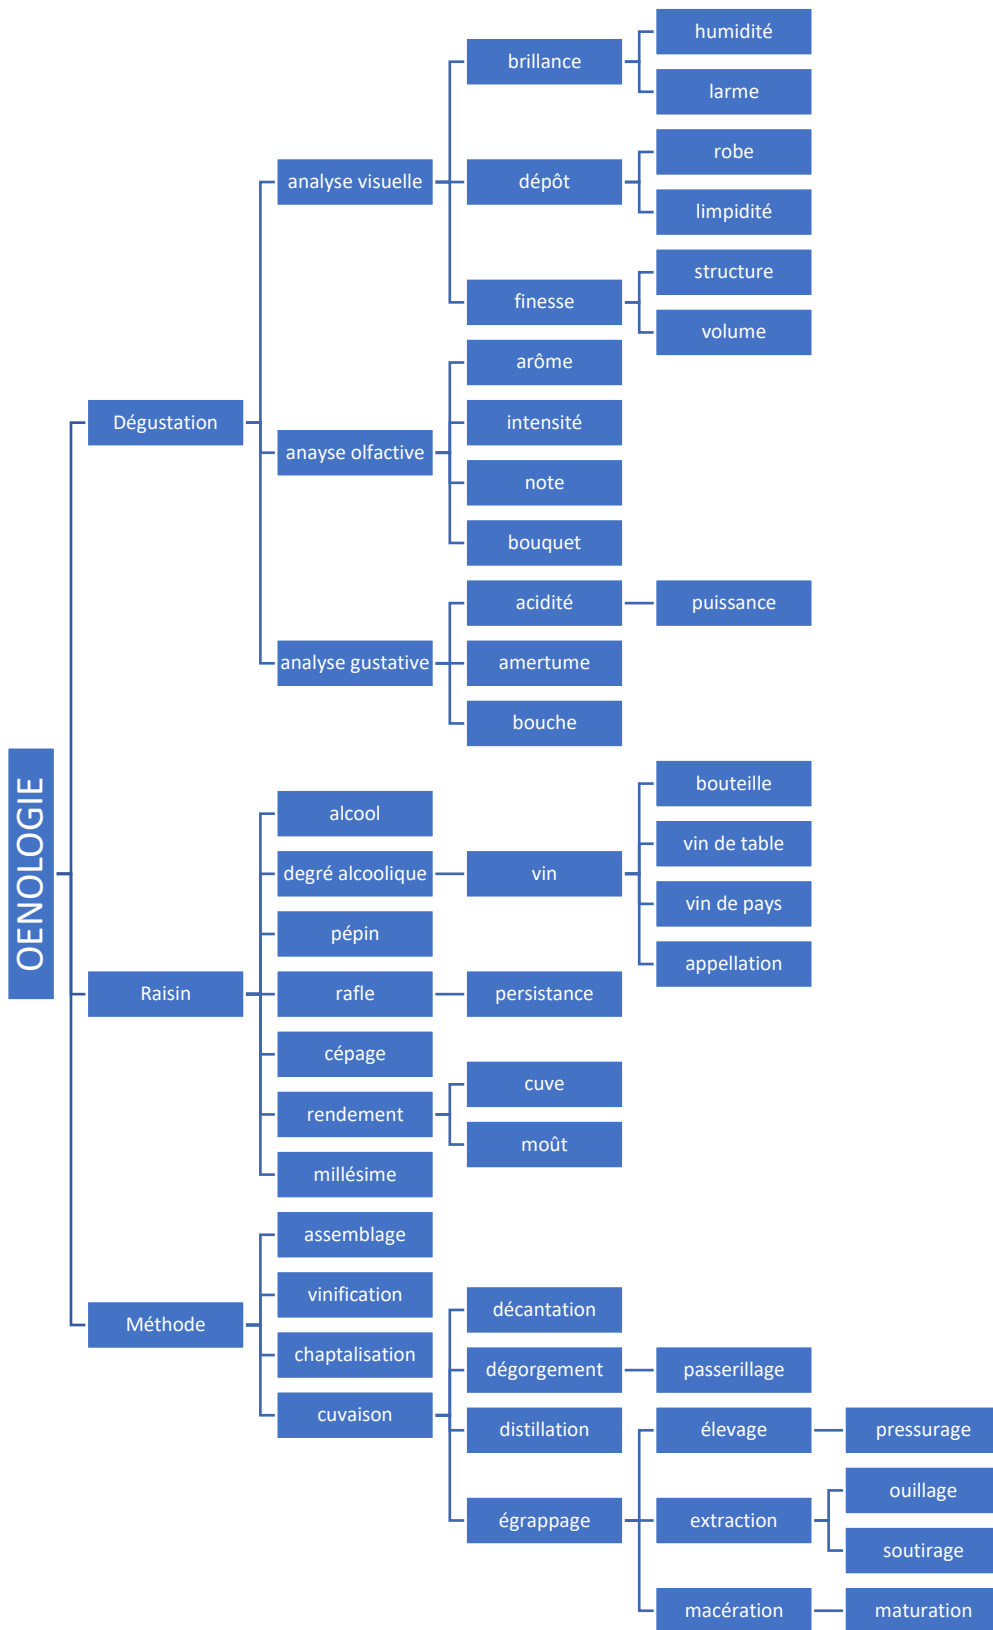 OENOLOGIE
Dégustation
analyse visuelle
brillance
humidité
larme
dépôt
robe
limpidité
finesse
structure
volume
anayse olfactive
arôme
intensité
note
bouquet
analyse gustative
acidité
puissance
amertume
bouche
Raisin
alcool
degré alcoolique
vin
bouteille
vin de table
vin de pays
appellation
pépin
rafle
persistance
cépage
rendement
cuve
moût
millésime
Méthode
assemblage
vinification
chaptalisation
cuvaison
décantation
dégorgement
passerillage
distillation
égrappage
élevage
pressurage
extraction
ouillage
soutirage
macération
maturation